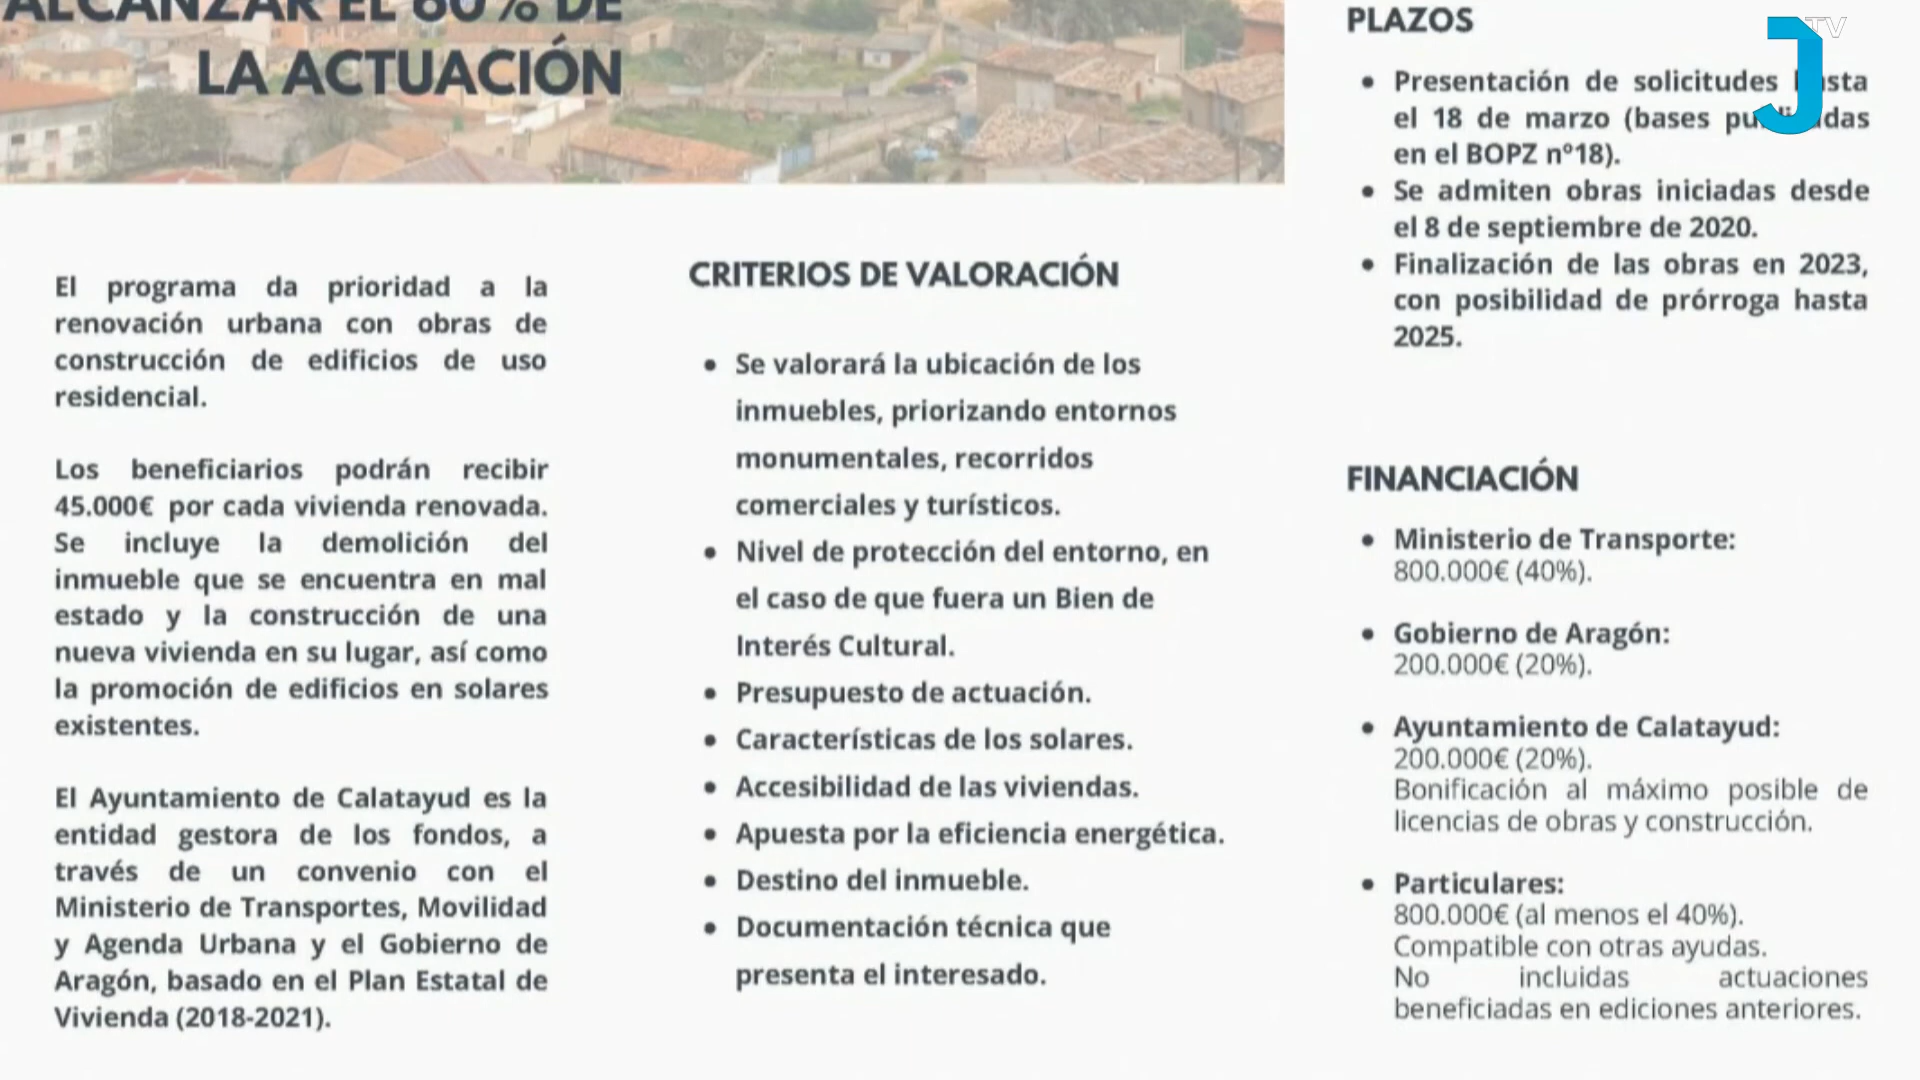 ALCANZAR EL 60% DE
LA ACTUACIÓN
El programa da prioridad a la
renovación urbana con obras de
construcción de edificios de uso
residencial.
Los beneficiarios podrán recibir
45.000€ por cada vivienda renovada.
Se incluye la demolición del
inmueble que se encuentra en mal
estado y la construcción de una
nueva vivienda en su lugar, así como
la promoción de edificios en solares
existentes.
El Ayuntamiento de Calatayud es la
entidad gestora de los fondos, a
través de un convenio con el
Ministerio de Transportes, Movilidad
y Agenda Urbana y el Gobierno de
Aragón, basado en el Plan Estatal de
Vivienda (2018-2021).
CRITERIOS DE VALORACIÓN
• Se valorará la ubicación de los
inmuebles, priorizando entornos
monumentales, recorridos
comerciales y turísticos.
• Nivel de protección del entorno, en
el caso de que fuera un Bien de
Interés Cultural.
• Presupuesto de actuación.
• Características de los solares.
• Accesibilidad de las viviendas.
• Apuesta por la eficiencia energética.
• Destino del inmueble.
• Documentación técnica que
presenta el interesado.
PLAZOS
• Presentación de solicitudes hasta
el 18 de marzo (bases publicadas
en el BOPZ nº18).
• Se admiten obras iniciadas desde
el 8 de septiembre de 2020.
• Finalización de las obras en 2023,
con posibilidad de prórroga hasta
2025.
FINANCIACIÓN
• Ministerio de Transporte:
800.000€ (40%).
• Gobierno de Aragón:
200.000€ (20%).
• Ayuntamiento de Calatayud:
200.000€ (20%).
Bonificación al máximo posible de
licencias de obras y construcción.
• Particulares:
800.000€ (al menos el 40%).
Compatible con otras ayudas.
No incluidas actuaciones
beneficiadas en ediciones anteriores.
J TV